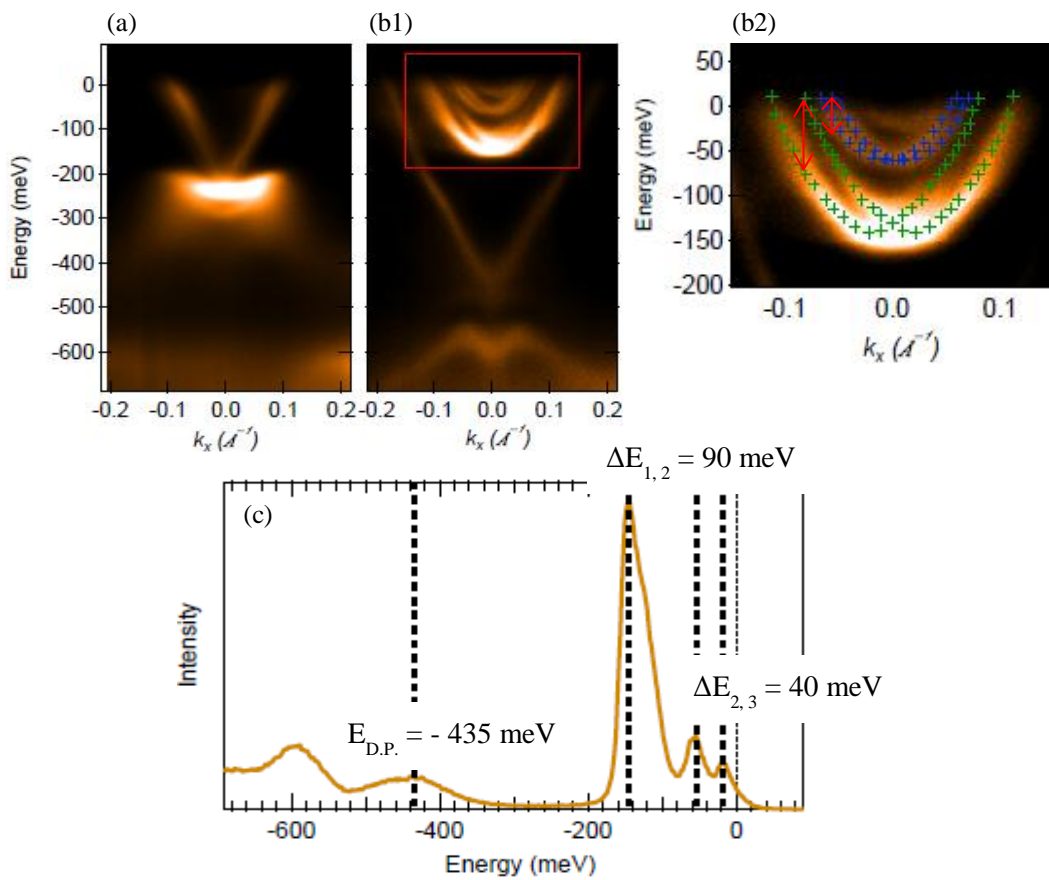 (a)
(b1)
(b2)
Energy (meV)
0
-100
-200
-300
-400
-500
-600
-0.2
-0.1
0.0
0.1
0.2
kₓ (Å⁻¹)
-0.2
-0.1
0.0
0.1
0.2
kₓ (Å⁻¹)
Energy (meV)
50
0
-50
-100
-150
-200
-0.1
0.0
0.1
kₓ (Å⁻¹)
ΔE₁, ₂ = 90 meV
(c)
Intensity
ΔE₂, ₃ = 40 meV
E_D.P. = - 435 meV
-600
-400
-200
0
Energy (meV)